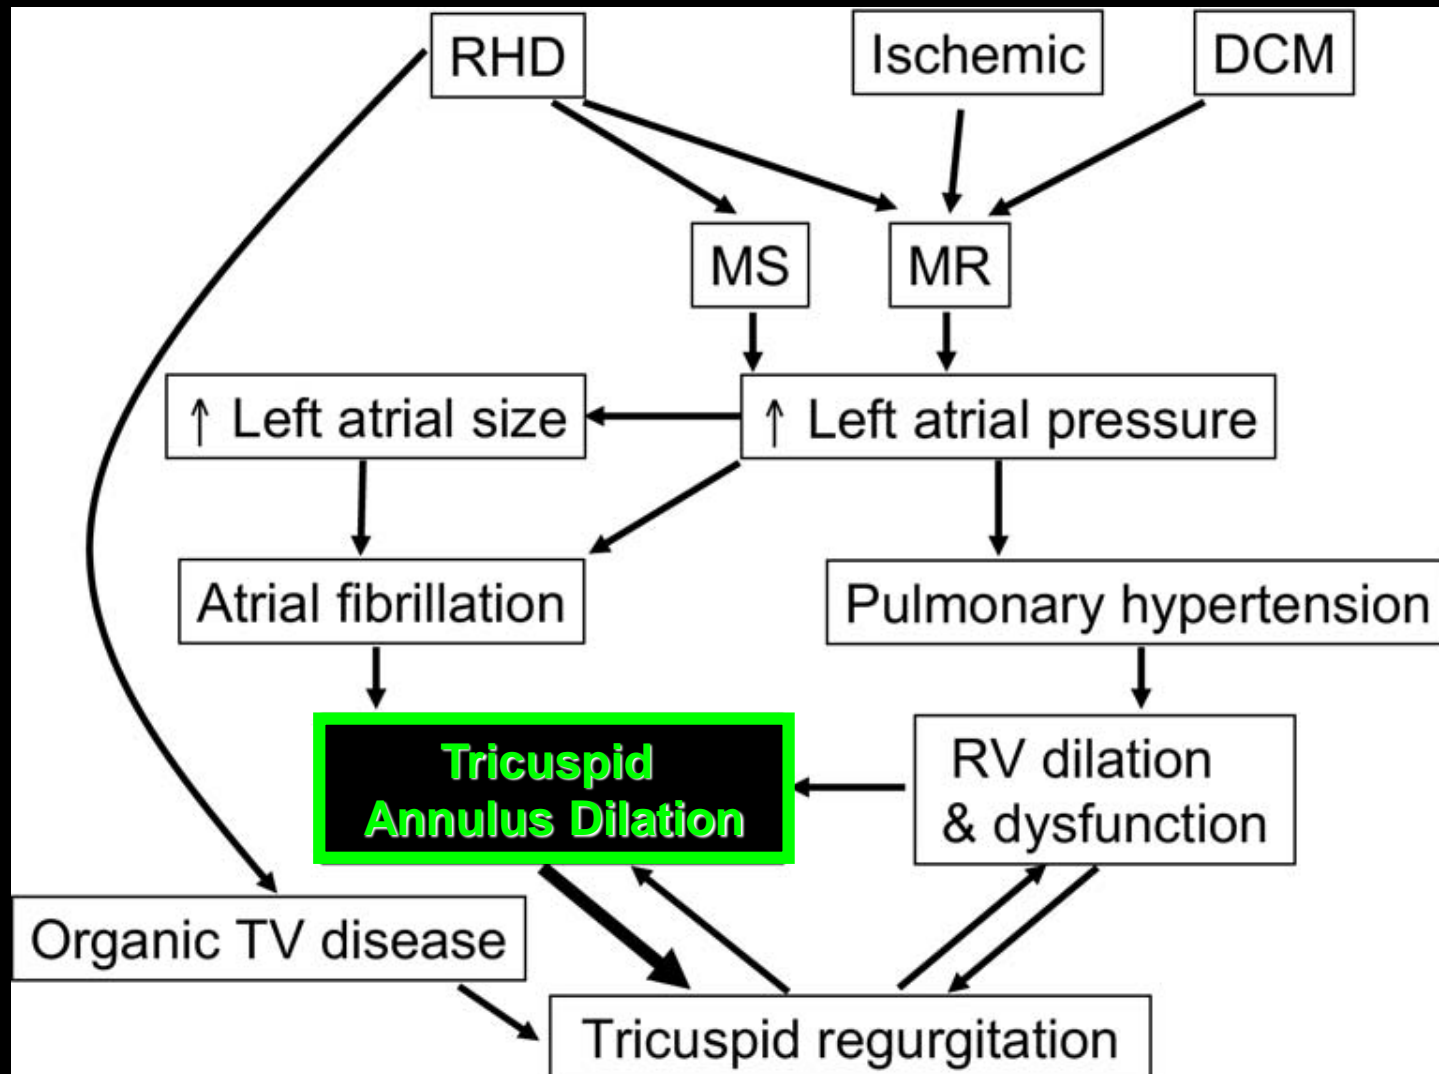 RHD
Ischemic
DCM
MS
MR
↑ Left atrial size
↑ Left atrial pressure
Atrial fibrillation
Pulmonary hypertension
Tricuspid
Annulus Dilation
RV dilation
& dysfunction
Organic TV disease
Tricuspid regurgitation